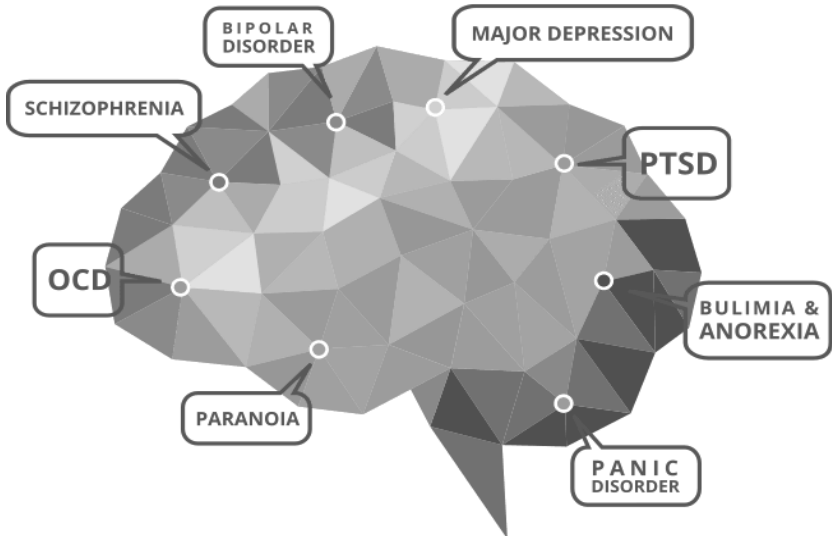 BIPOLAR
DISORDER
MAJOR DEPRESSION
SCHIZOPHRENIA
PTSD
OCD
BULIMIA &
ANOREXIA
PARANOIA
PANIC
DISORDER